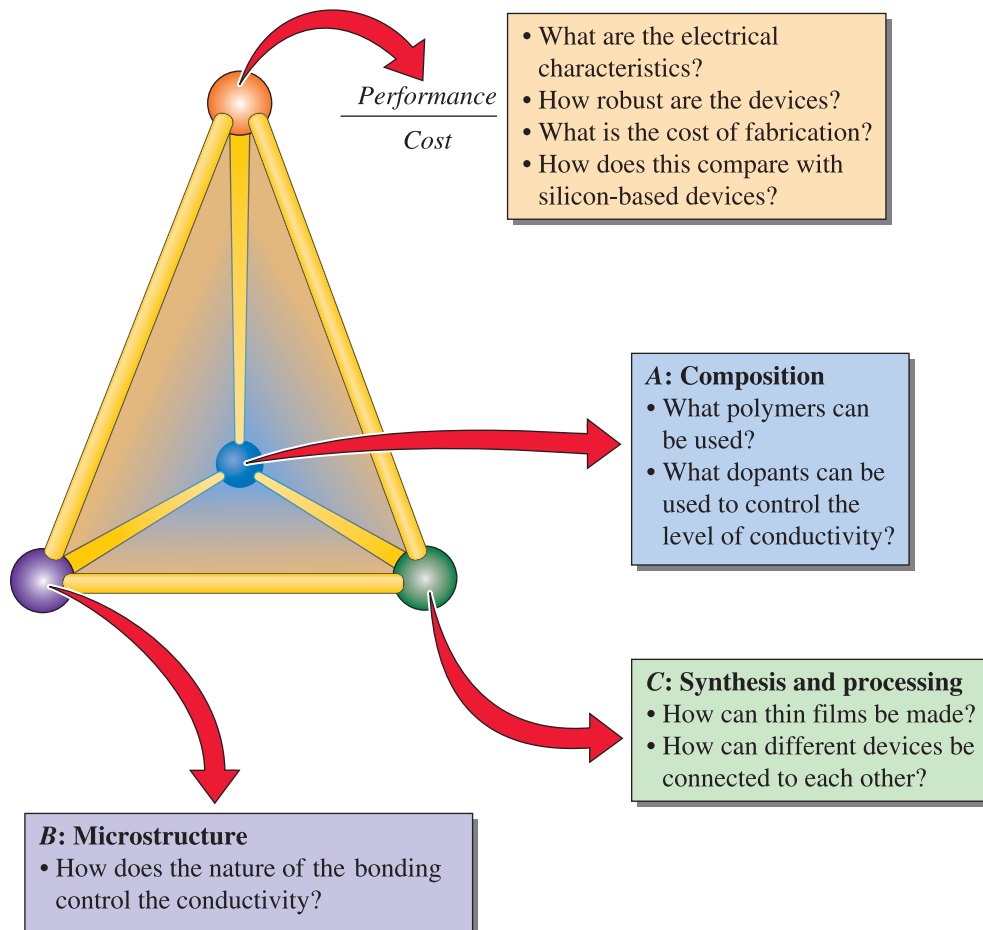 Performance
Cost
• What are the electrical
characteristics?
• How robust are the devices?
• What is the cost of fabrication?
• How does this compare with
silicon-based devices?
A: Composition
• What polymers can
be used?
• What dopants can be
used to control the
level of conductivity?
C: Synthesis and processing
• How can thin films be made?
• How can different devices be
connected to each other?
B: Microstructure
• How does the nature of the bonding
control the conductivity?